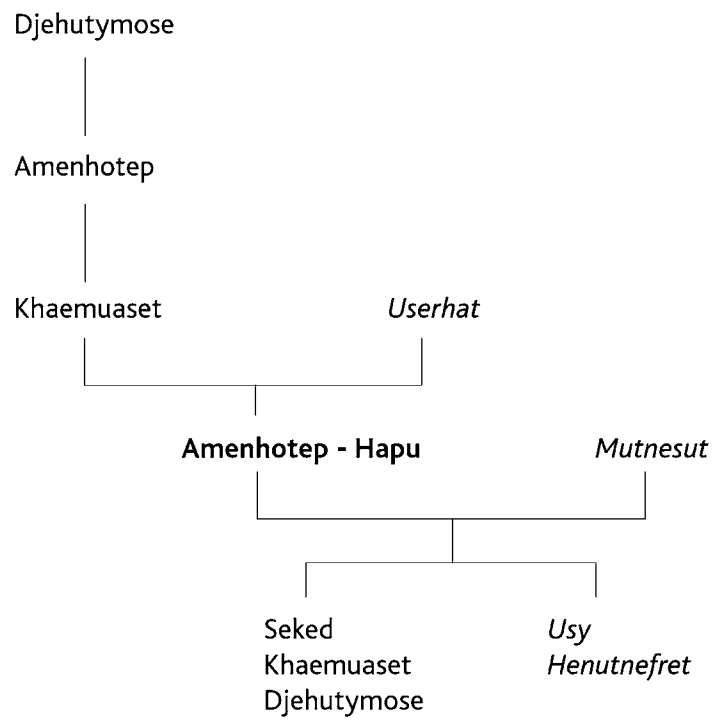 Djehutymose
Amenhotep
Khaemuaset Userhat
Amenhotep - Hapu Mutnesut
Seked Usy
Khaemuaset Henutnefret
Djehutymose